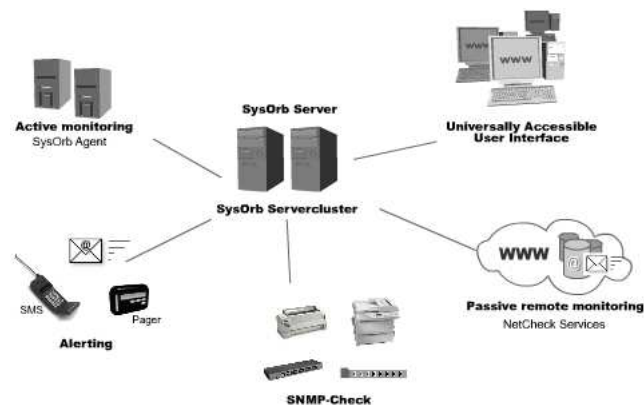 www
www
SysOrb Server
Active monitoring
SysOrb Agent
Universally Accessible
User Interface
SysOrb Servercluster
@
www
@
SMS
Pager
Passive remote monitoring
NetCheck Services
Alerting
SNMP-Check